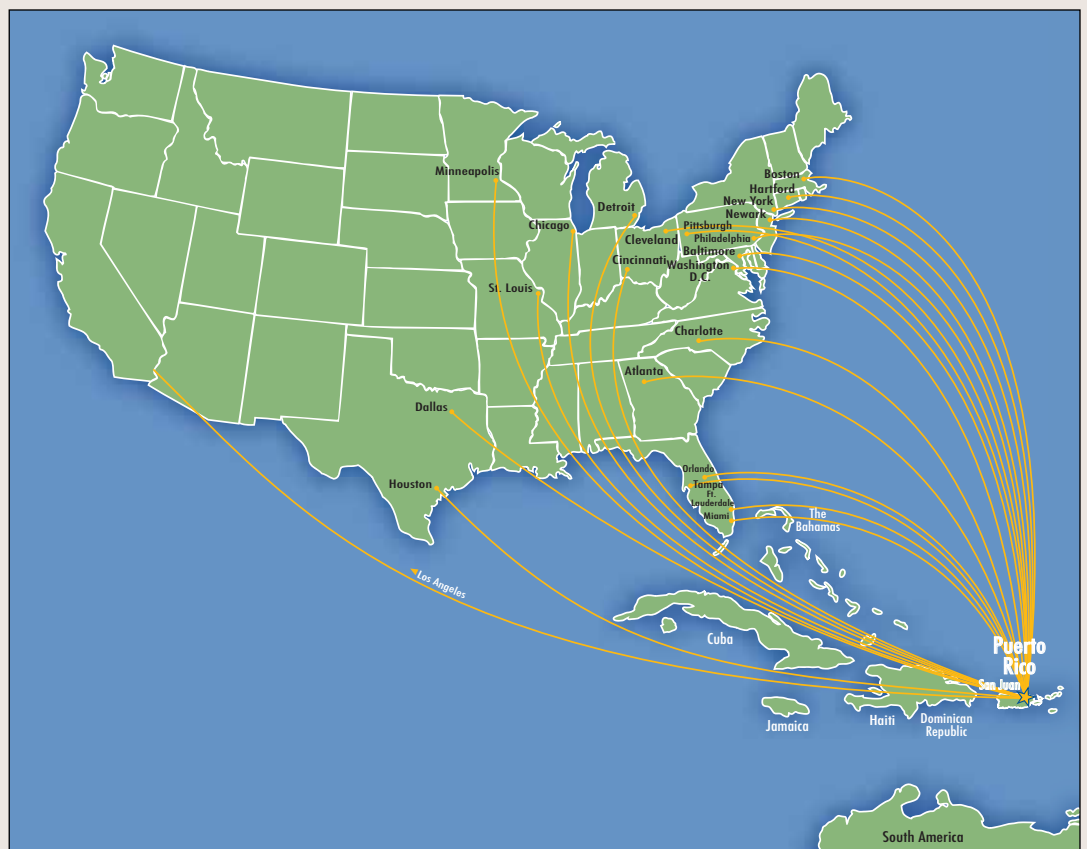 Minneapolis
Boston
Hartford
New York
Newark
Detroit
Chicago
Pittsburgh
Philadelphia
Cleveland
Baltimore
Cincinnati
Washington
D.C.
St. Louis
Charlotte
Atlanta
Dallas
Orlando
Houston
Tampa
Ft.
Lauderdale
Miami
The
Bahamas
Los Angeles
Cuba
Puerto
Rico
San Juan
Jamaica
Haiti
Dominican
Republic
South America